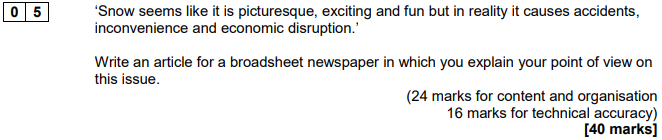 0 5 ‘Snow seems like it is picturesque, exciting and fun but in reality it causes accidents,
inconvenience and economic disruption.’
Write an article for a broadsheet newspaper in which you explain your point of view on
this issue.
(24 marks for content and organisation
16 marks for technical accuracy)
[40 marks]